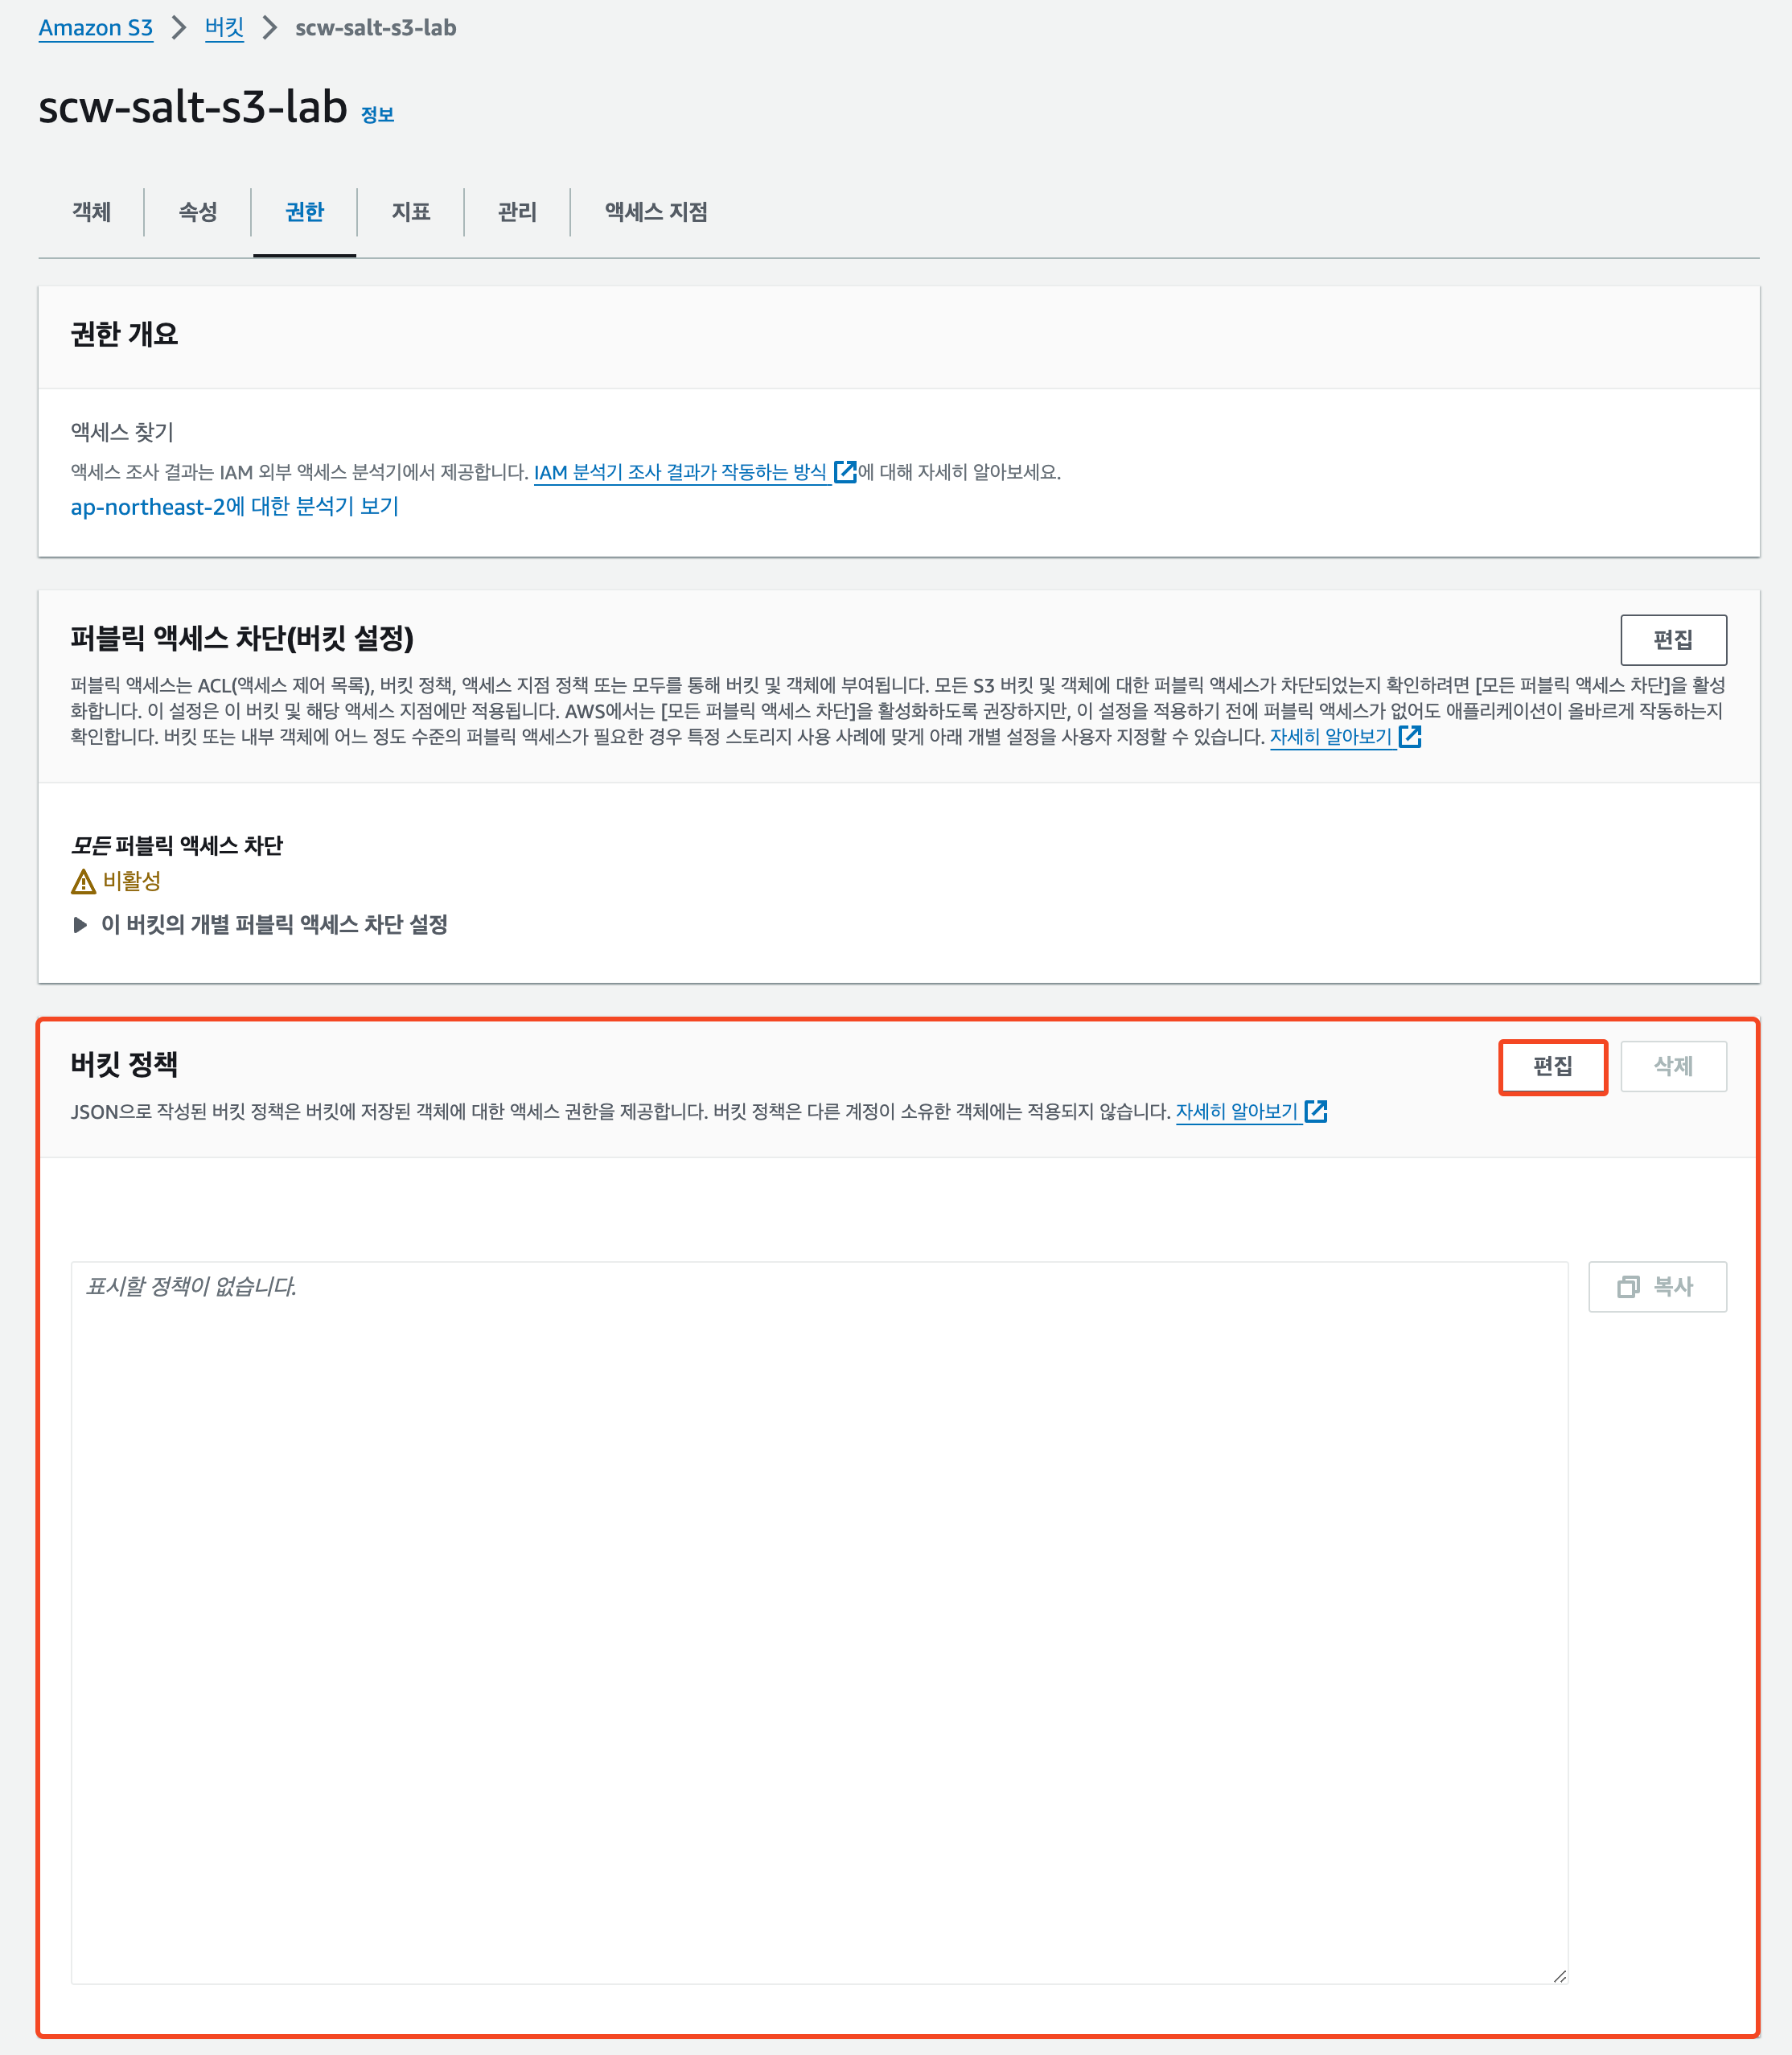 Amazon S3 > 버킷 > scw-salt-s3-lab
scw-salt-s3-lab 정보
객체 속성 권한 지표 관리 액세스 지점
권한 개요
액세스 찾기
액세스 조사 결과는 IAM 외부 액세스 분석기에서 제공합니다. IAM 분석기 조사 결과가 작동하는 방식 에 대해 자세히 알아보세요.
ap-northeast-2에 대한 분석기 보기
퍼블릭 액세스 차단(버킷 설정) 편집
퍼블릭 액세스는 ACL(액세스 제어 목록), 버킷 정책, 액세스 지점 정책 또는 모두를 통해 버킷 및 객체에 부여됩니다. 모든 S3 버킷 및 객체에 대한 퍼블릭 액세스가 차단되었는지 확인하려면 [모든 퍼블릭 액세스 차단]을 활성
화합니다. 이 설정은 이 버킷 및 해당 액세스 지점에만 적용됩니다. AWS에서는 [모든 퍼블릭 액세스 차단]을 활성화하도록 권장하지만, 이 설정을 적용하기 전에 퍼블릭 액세스가 없어도 애플리케이션이 올바르게 작동하는지
확인합니다. 버킷 또는 내부 객체에 어느 정도 수준의 퍼블릭 액세스가 필요한 경우 특정 스토리지 사용 사례에 맞게 아래 개별 설정을 사용자 지정할 수 있습니다. 자세히 알아보기
모든 퍼블릭 액세스 차단
비활성
이 버킷의 개별 퍼블릭 액세스 차단 설정
버킷 정책 편집 삭제
JSON으로 작성된 버킷 정책은 버킷에 저장된 객체에 대한 액세스 권한을 제공합니다. 버킷 정책은 다른 계정이 소유한 객체에는 적용되지 않습니다. 자세히 알아보기
표시할 정책이 없습니다. 복사